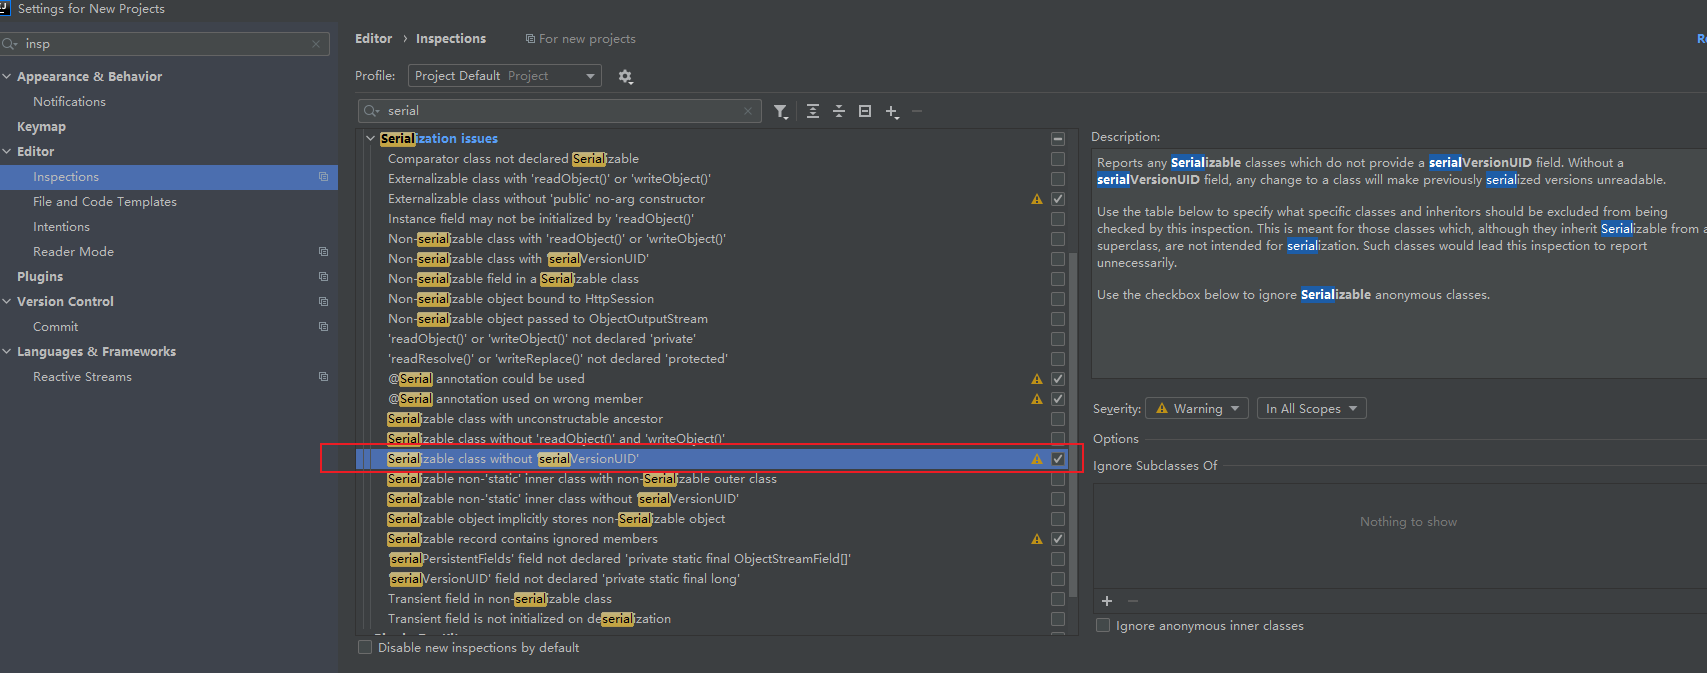 Settings for New Projects
insp
Appearance & Behavior
Notifications
Keymap
Editor
Inspections
File and Code Templates
Intentions
Reader Mode
Plugins
Version Control
Commit
Languages & Frameworks
Reactive Streams
Editor › Inspections For new projects
Profile: Project Default Project
serial
Serialization issues
Comparator class not declared Serializable
Externalizable class with 'readObject()' or 'writeObject()'
Externalizable class without 'public' no-arg constructor
Instance field may not be initialized by 'readObject()'
Non-serializable class with 'readObject()' or 'writeObject()'
Non-serializable class with 'serialVersionUID'
Non-serializable field in a Serializable class
Non-serializable object bound to HttpSession
Non-serializable object passed to ObjectOutputStream
'readObject()' or 'writeObject()' not declared 'private'
'readResolve()' or 'writeReplace()' not declared 'protected'
@Serial annotation could be used
@Serial annotation used on wrong member
Serializable class with unconstructable ancestor
Serializable class without 'readObject()' and 'writeObject()'
Serializable class without 'serialVersionUID'
Serializable non-'static' inner class with non-Serializable outer class
Serializable non-'static' inner class without 'serialVersionUID'
Serializable object implicitly stores non-Serializable object
Serializable record contains ignored members
'serialPersistentFields' field not declared 'private static final ObjectStreamField[]'
'serialVersionUID' field not declared 'private static final long'
Transient field in non-serializable class
Transient field is not initialized on deserialization
Disable new inspections by default
Description:
Reports any Serializable classes which do not provide a serialVersionUID field. Without a
serialVersionUID field, any change to a class will make previously serialized versions unreadable.
Use the table below to specify what specific classes and inheritors should be excluded from being
checked by this inspection. This is meant for those classes which, although they inherit Serializable from a
superclass, are not intended for serialization. Such classes would lead this inspection to report
unnecessarily.
Use the checkbox below to ignore Serializable anonymous classes.
Severity: Warning In All Scopes
Options
Ignore Subclasses Of
Nothing to show
Ignore anonymous inner classes